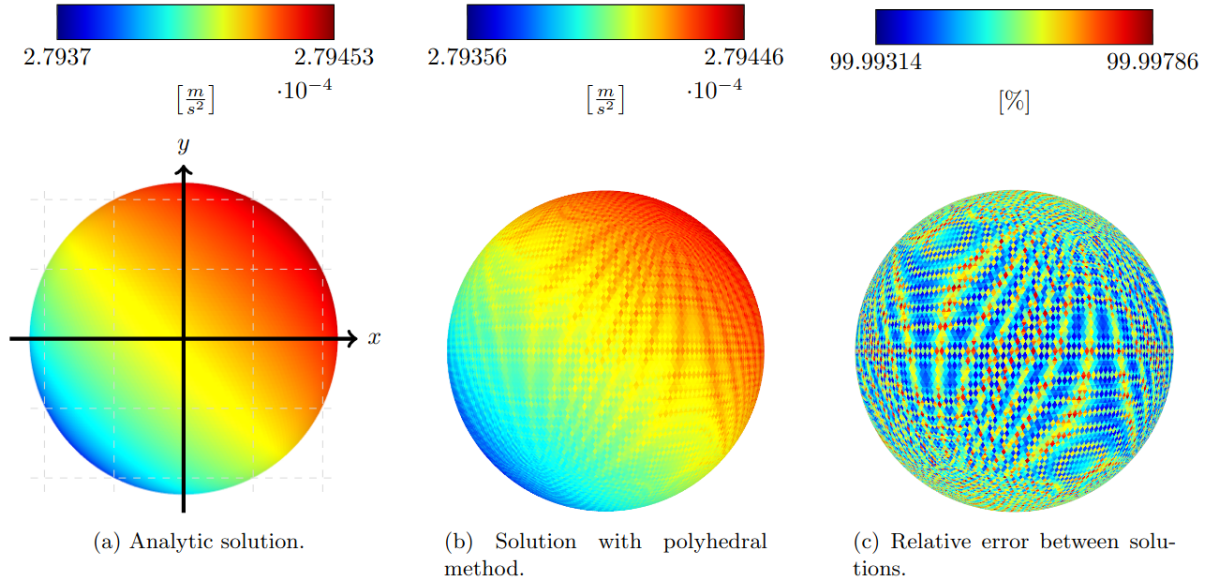 2.7937 2.79453
·10⁻⁴
[m/s²]
2.79356 2.79446
·10⁻⁴
[m/s²]
99.99314 99.99786
[%]
y
x
(a) Analytic solution.
(b) Solution with polyhedral
method.
(c) Relative error between solu-
tions.